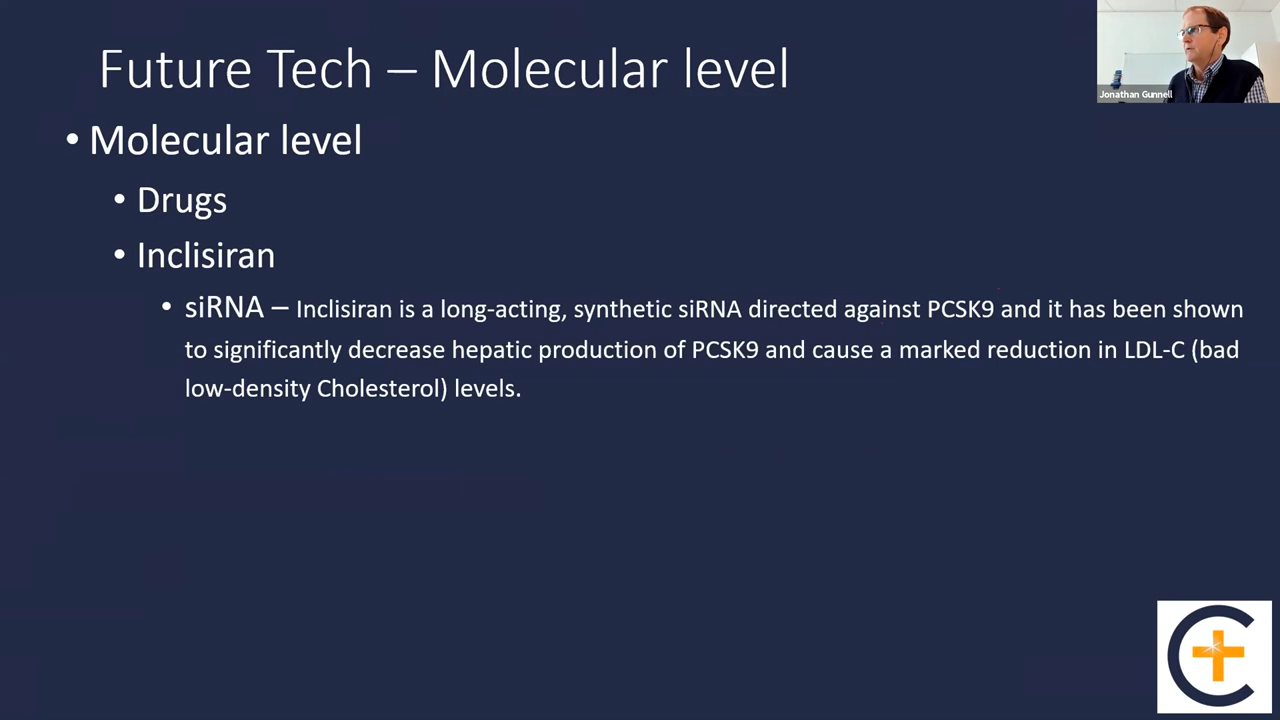 Future Tech – Molecular level
Jonathan Gunnell
• Molecular level
• Drugs
• Inclisiran
• siRNA – Inclisiran is a long-acting, synthetic siRNA directed against PCSK9 and it has been shown
to significantly decrease hepatic production of PCSK9 and cause a marked reduction in LDL-C (bad
low-density Cholesterol) levels.